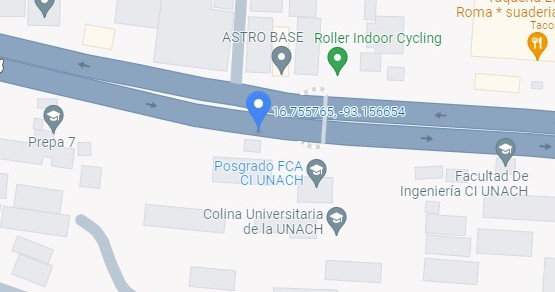 Roma * suaderia
Taco
ASTRO BASE
Roller Indoor Cycling
-16.755765, -93.156654
Prepa 7
Posgrado FCA
CI UNACH
Facultad De
Ingeniería CI UNACH
Colina Universitaria
de la UNACH